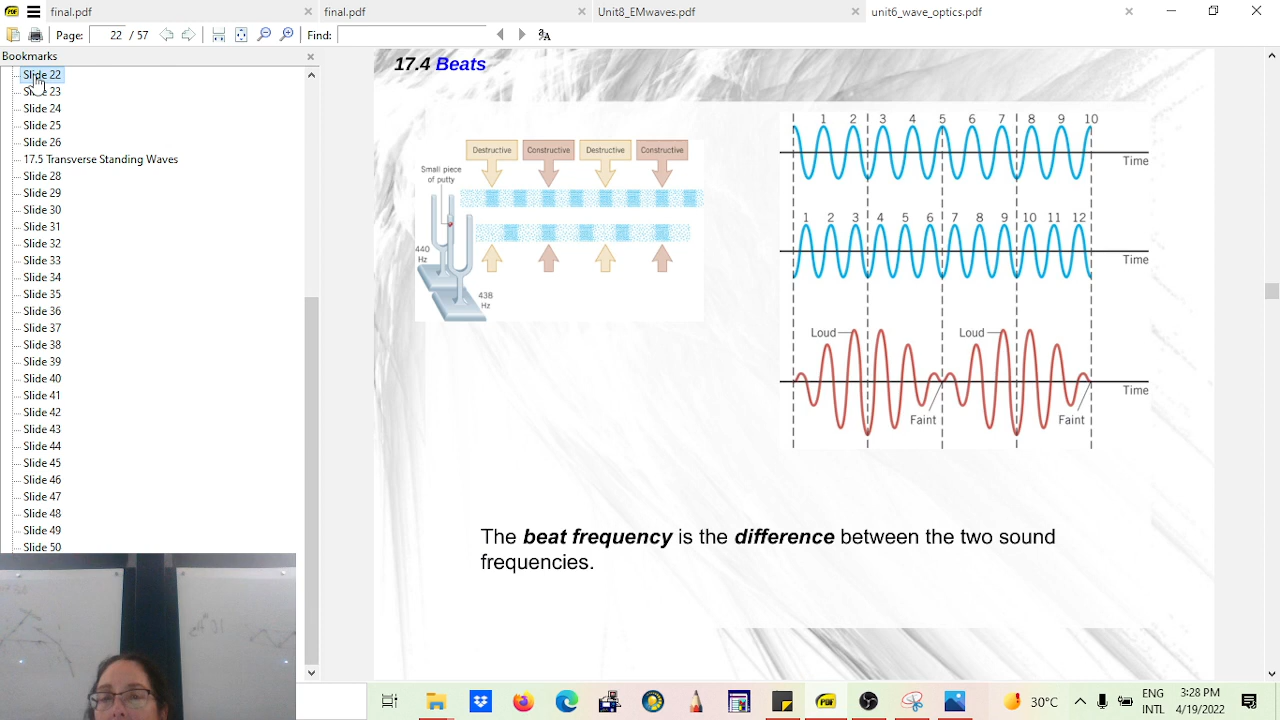 final.pdf
final.pdf
Unit8_EMwaves.pdf
unit6_wave_optics.pdf
Page: 22 / 57
Find:
Bookmarks
Slide 22
Slide 23
Slide 24
Slide 25
Slide 26
17.5 Transverse Standing Waves
Slide 28
Slide 29
Slide 30
Slide 31
Slide 32
Slide 33
Slide 34
Slide 35
Slide 36
Slide 37
Slide 38
Slide 39
Slide 40
Slide 41
Slide 42
Slide 43
Slide 44
Slide 45
Slide 46
Slide 47
Slide 48
Slide 49
Slide 50
17.4 Beats
Destructive Constructive Destructive Constructive
Small piece
of putty
440
Hz
438
Hz
1 2 3 4 5 6 7 8 9 10
Time
1 2 3 4 5 6 7 8 9 10 11 12
Time
Loud Loud
Time
Faint Faint
The beat frequency is the difference between the two sound
frequencies.
30°C
ENG
INTL
3:28 PM
4/19/2022